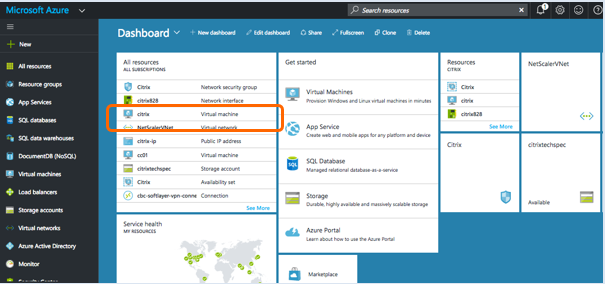 Microsoft Azure
Search resources
1
Dashboard
+ New dashboard
Edit dashboard
Share
Fullscreen
Clone
Delete
New
All resources
Resource groups
App Services
SQL databases
SQL data warehouses
DocumentDB (NoSQL)
Virtual machines
Load balancers
Storage accounts
Virtual networks
Azure Active Directory
Monitor
Security Center
All resources
ALL SUBSCRIPTIONS
Citrix Network security group
citrix828 Network interface
citrix Virtual machine
NetScalerVNet Virtual network
citrix-ip Public IP address
cc01 Virtual machine
citrixtechspec Storage account
Citrix Availability set
cbc-softlayer-vpn-conne Connection
See More
Service health
MY RESOURCES
Get started
Virtual Machines
Provision Windows and Linux virtual machines in minutes
App Service
Create web and mobile apps for any platform and device
SQL Database
Managed relational database-as-a-service
Storage
Durable, highly available and massively scalable storage
Azure Portal
Learn about how to use the Azure Portal
Marketplace
Resources
CITRIX
Citrix
citrix
citrix828
See More
NetScalerVNet
Citrix
citrixtechspec
Available